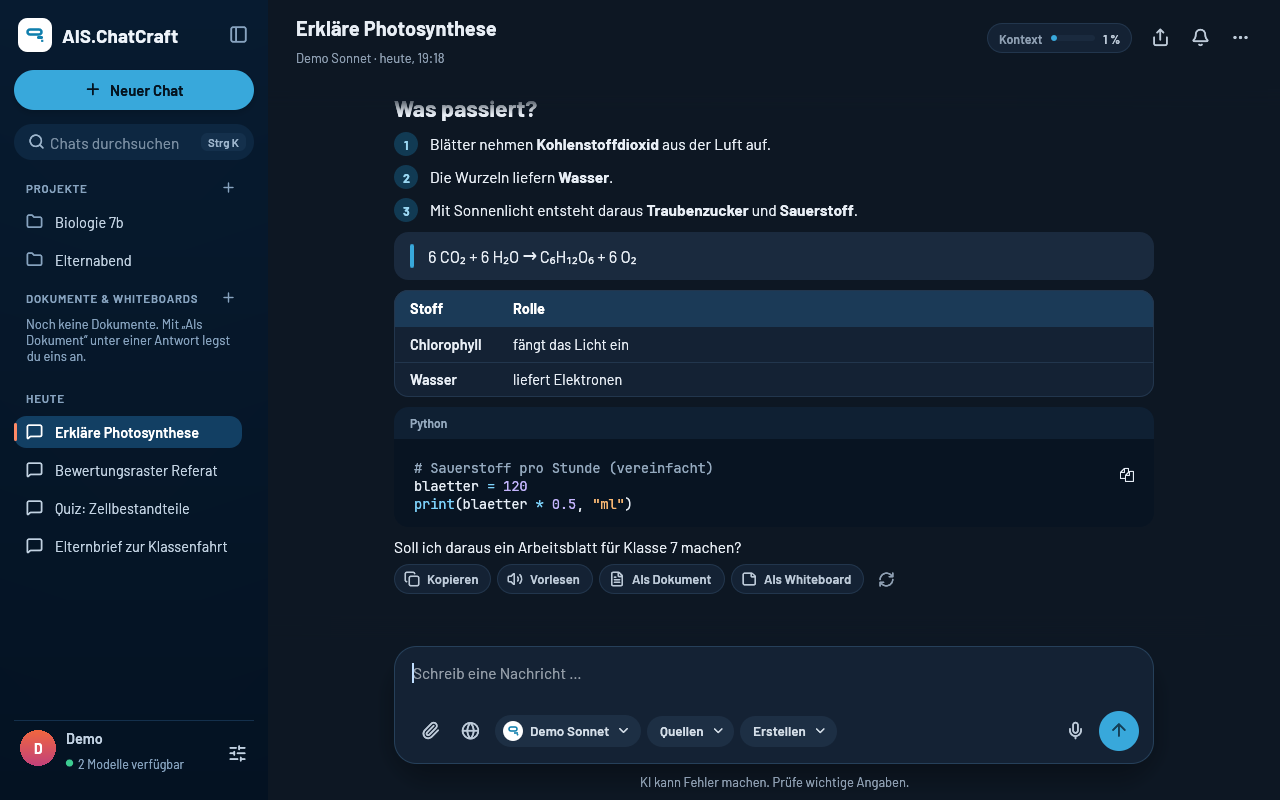 AIS.ChatCraft
Neuer Chat
Chats durchsuchen
Strg K
PROJEKTE
Biologie 7b
Elternabend
DOKUMENTE & WHITEBOARDS
Noch keine Dokumente. Mit „Als
Dokument“ unter einer Antwort legst
du eins an.
HEUTE
Erkläre Photosynthese
Bewertungsraster Referat
Quiz: Zellbestandteile
Elternbrief zur Klassenfahrt
D
Demo
2 Modelle verfügbar
Erkläre Photosynthese
Demo Sonnet · heute, 19:18
Kontext
1 %
Was passiert?
1 Blätter nehmen Kohlenstoffdioxid aus der Luft auf.
2 Die Wurzeln liefern Wasser.
3 Mit Sonnenlicht entsteht daraus Traubenzucker und Sauerstoff.
6 CO₂ + 6 H₂O → C₆H₁₂O₆ + 6 O₂
Stoff Rolle
Chlorophyll fängt das Licht ein
Wasser liefert Elektronen
Python
# Sauerstoff pro Stunde (vereinfacht)
blaetter = 120
print(blaetter * 0.5, "ml")
Soll ich daraus ein Arbeitsblatt für Klasse 7 machen?
Kopieren Vorlesen Als Dokument Als Whiteboard
Schreib eine Nachricht ...
Demo Sonnet Quellen Erstellen
KI kann Fehler machen. Prüfe wichtige Angaben.